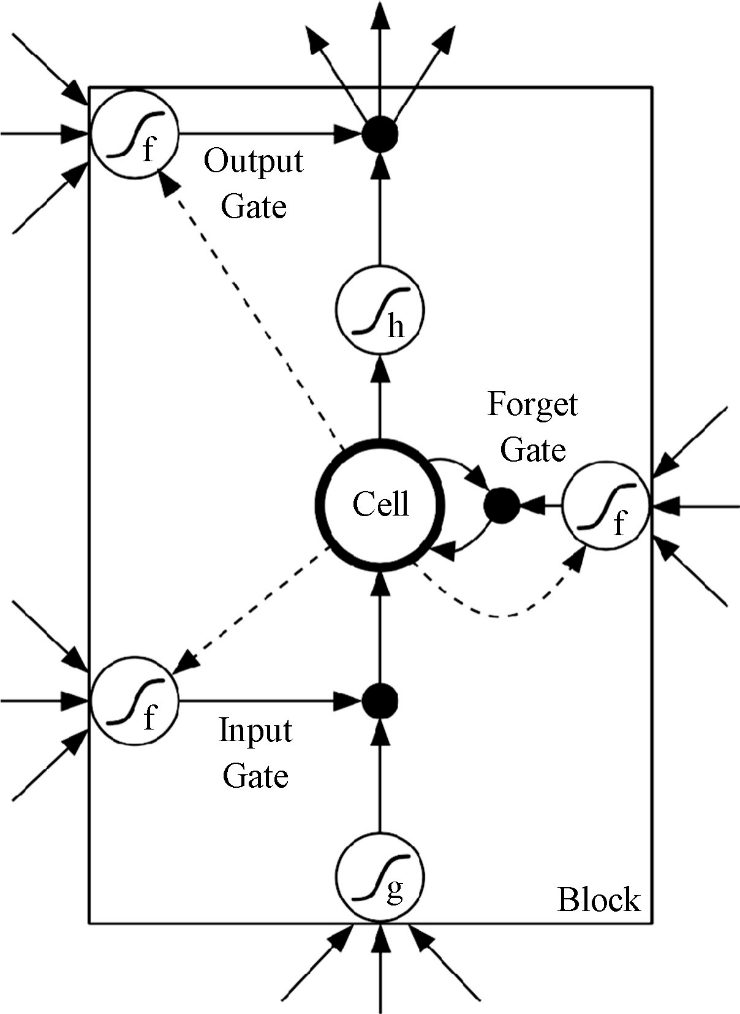 f
Output
Gate
h
Forget
Gate
Cell
f
f
Input
Gate
g
Block